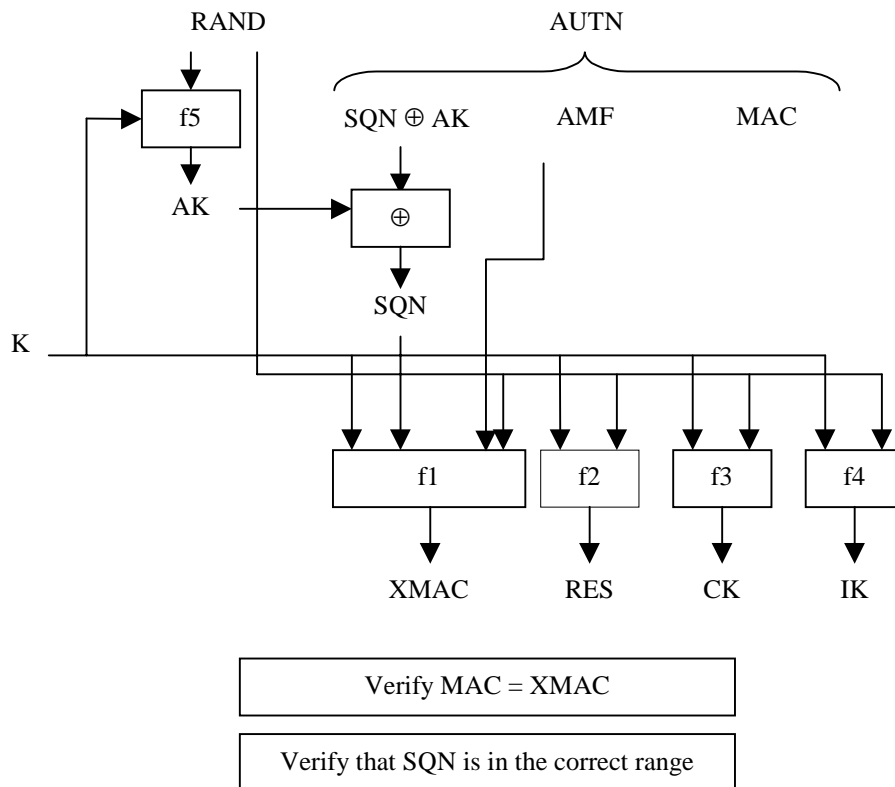 RAND
AUTN
f5
SQN ⊕ AK
AMF
MAC
AK
⊕
SQN
K
f1
f2
f3
f4
XMAC
RES
CK
IK
Verify MAC = XMAC
Verify that SQN is in the correct range